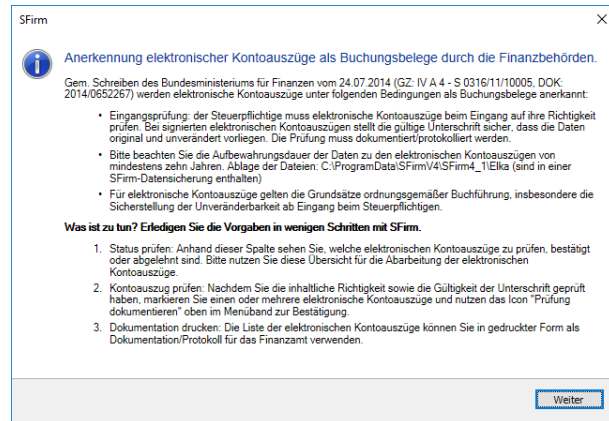 SFirm
Anerkennung elektronischer Kontoauszüge als Buchungsbelege durch die Finanzbehörden.
Gem. Schreiben des Bundesministeriums für Finanzen vom 24.07.2014 (GZ: IV A 4 - S 0316/11/10005, DOK:
2014/0652267) werden elektronische Kontoauszüge unter folgenden Bedingungen als Buchungsbelege anerkannt:
• Eingangsprüfung: der Steuerpflichtige muss elektronische Kontoauszüge beim Eingang auf ihre Richtigkeit
prüfen. Bei signierten elektronischen Kontoauszügen stellt die gültige Unterschrift sicher, dass die Daten
original und unverändert vorliegen. Die Prüfung muss dokumentiert/protokolliert werden.
• Bitte beachten Sie die Aufbewahrungsdauer der Daten zu den elektronischen Kontoauszügen von
mindestens zehn Jahren. Ablage der Dateien: C:\ProgramData\SFirmV4\SFirm4_1\Elka (sind in einer
SFirm-Datensicherung enthalten)
• Für elektronische Kontoauszüge gelten die Grundsätze ordnungsgemäßer Buchführung, insbesondere die
Sicherstellung der Unveränderbarkeit ab Eingang beim Steuerpflichtigen.
Was ist zu tun? Erledigen Sie die Vorgaben in wenigen Schritten mit SFirm.
1. Status prüfen: Anhand dieser Spalte sehen Sie, welche elektronischen Kontoauszüge zu prüfen, bestätigt
oder abgelehnt sind. Bitte nutzen Sie diese Übersicht für die Abarbeitung der elektronischen
Kontoauszüge.
2. Kontoauszug prüfen: Nachdem Sie die inhaltliche Richtigkeit sowie die Gültigkeit der Unterschrift geprüft
haben, markieren Sie einen oder mehrere elektronische Kontoauszüge und nutzen das Icon "Prüfung
dokumentieren" oben im Menüband zur Bestätigung.
3. Dokumentation drucken: Die Liste der elektronischen Kontoauszüge können Sie in gedruckter Form als
Dokumentation/Protokoll für das Finanzamt verwenden.
Weiter